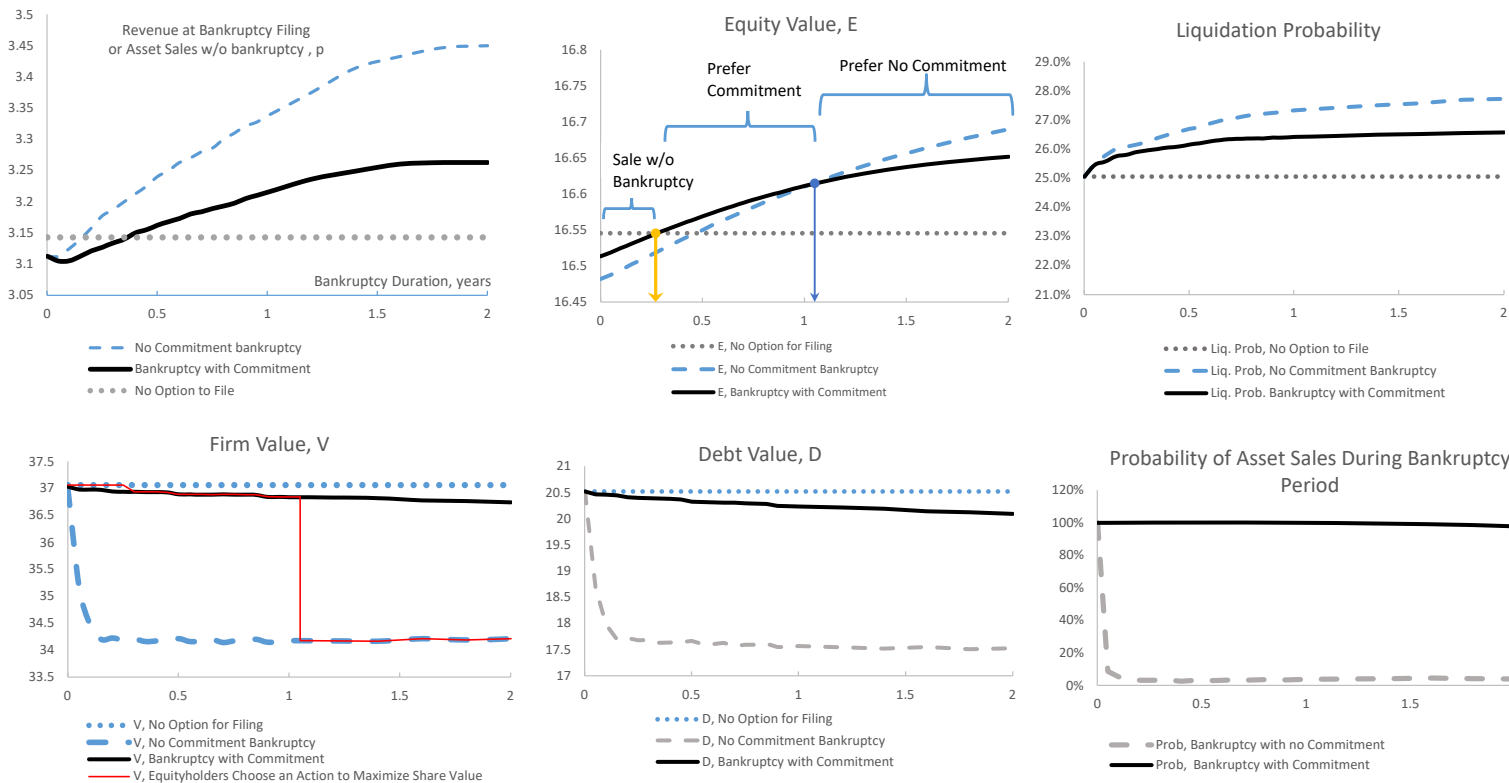 Revenue at Bankruptcy Filing
or Asset Sales w/o bankruptcy , p
3.5
3.45
3.4
3.35
3.3
3.25
3.2
3.15
3.1
3.05
Bankruptcy Duration, years
0
0.5
1
1.5
2
No Commitment bankruptcy
Bankruptcy with Commitment
No Option to File
Equity Value, E
16.8
16.75
16.7
16.65
16.6
16.55
16.5
16.45
Prefer
Commitment
Prefer No Commitment
Sale w/o
Bankruptcy
0
0.5
1
1.5
2
E, No Option for Filing
E, No Commitment Bankruptcy
E, Bankruptcy with Commitment
Liquidation Probability
29.0%
28.0%
27.0%
26.0%
25.0%
24.0%
23.0%
22.0%
21.0%
0
0.5
1
1.5
2
Liq. Prob, No Option to File
Liq. Prob, No Commitment Bankruptcy
Liq. Prob. Bankruptcy with Commitment
Firm Value, V
37.5
37
36.5
36
35.5
35
34.5
34
33.5
0
0.5
1
1.5
2
V, No Option for Filing
V, No Commitment Bankruptcy
V, Bankruptcy with Commitment
V, Equityholders Choose an Action to Maximize Share Value
Debt Value, D
21
20.5
20
19.5
19
18.5
18
17.5
17
0
0.5
1
1.5
2
D, No Option for Filing
D, No Commitment Bankruptcy
D, Bankruptcy with Commitment
Probability of Asset Sales During Bankruptcy
Period
120%
100%
80%
60%
40%
20%
0%
0
0.5
1
1.5
Prob, Bankruptcy with no Commitment
Prob, Bankruptcy with Commitment